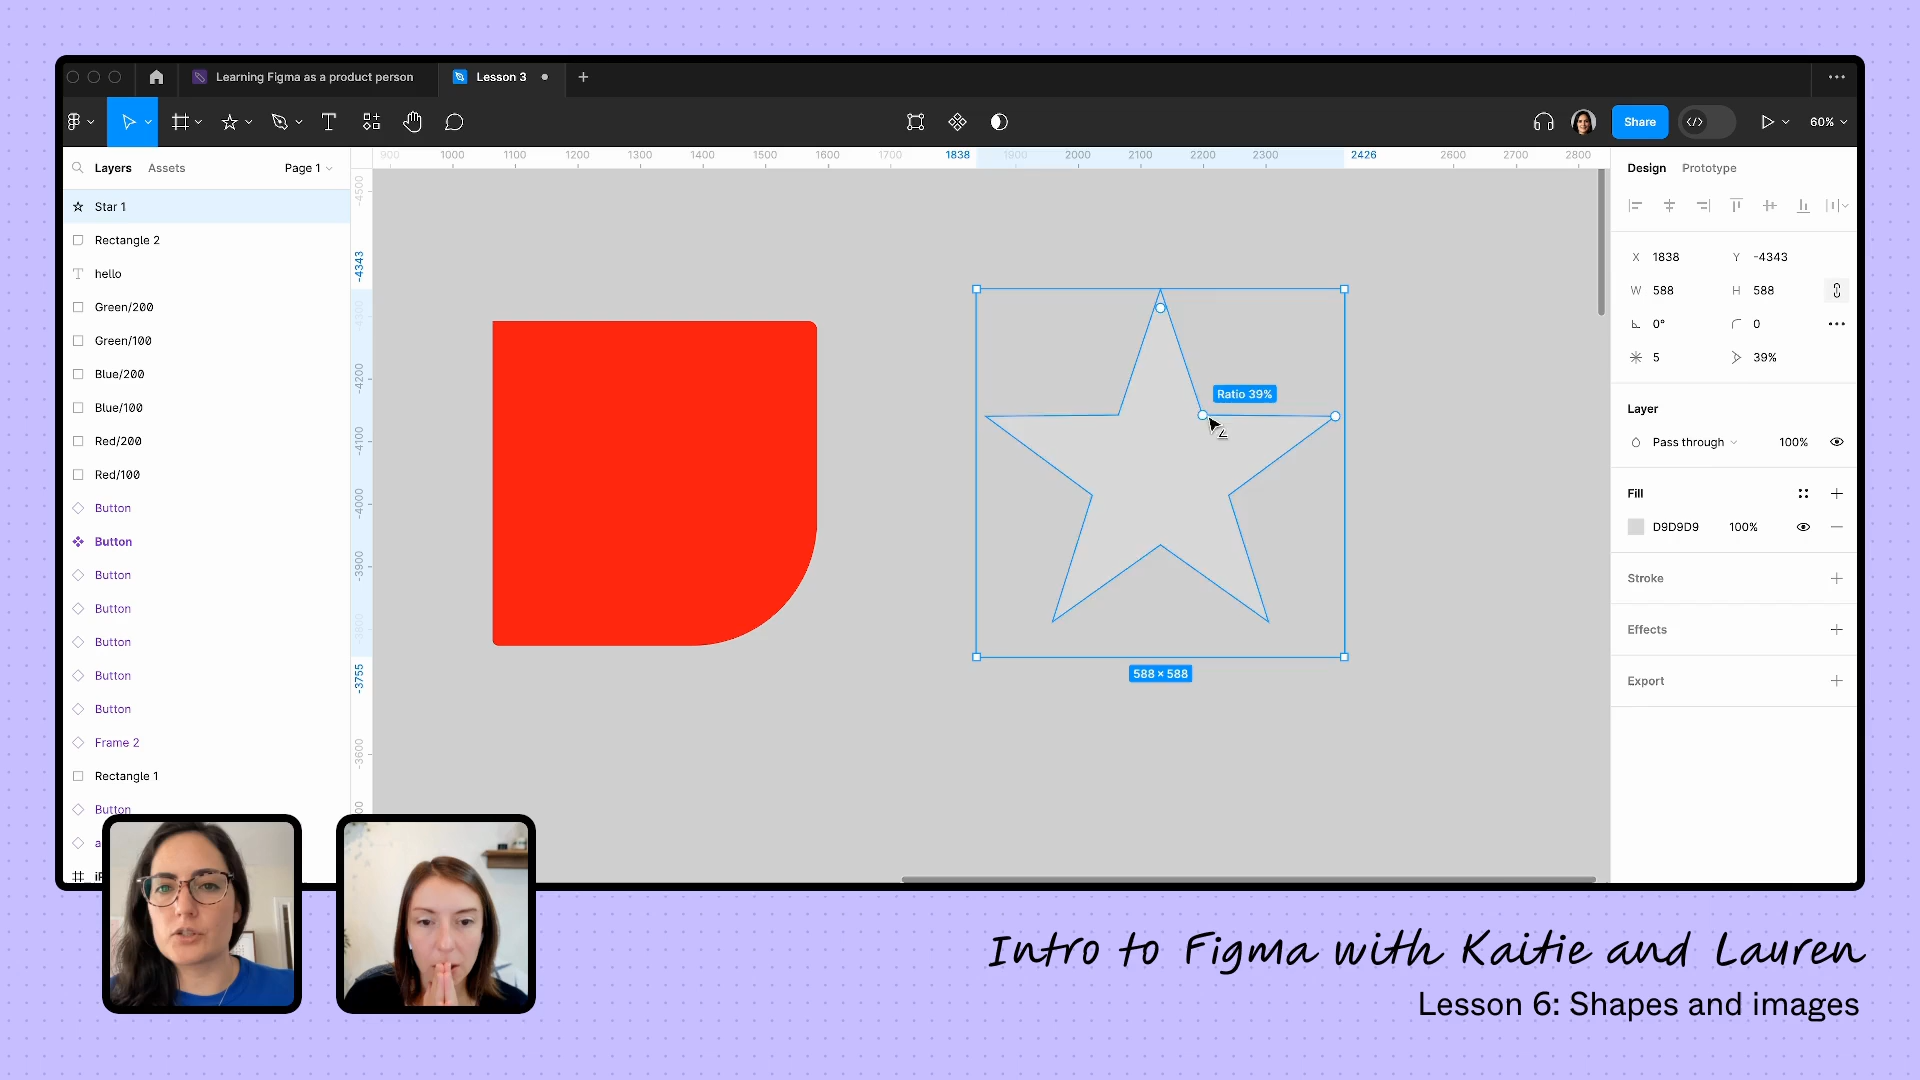 Learning Figma as a product person
Lesson 3
Share
60%
Layers
Assets
Page 1
Star 1
Rectangle 2
hello
Green/200
Green/100
Blue/200
Blue/100
Red/200
Red/100
Button
Button
Button
Button
Button
Button
Button
Frame 2
Rectangle 1
Button
900 1000 1100 1200 1300 1400 1500 1600 1700 1838 1900 2000 2100 2200 2300 2426 2600 2700 2800
-4500
-4343
-4300
-4200
-4100
-4000
-3900
-3800
-3755
-3600
Ratio 39%
588 × 588
Design
Prototype
X 1838 Y -4343
W 588 H 588
0° 0
5 39%
Layer
Pass through 100%
Fill
D9D9D9 100%
Stroke
Effects
Export
Intro to Figma with Kaitie and Lauren
Lesson 6: Shapes and images